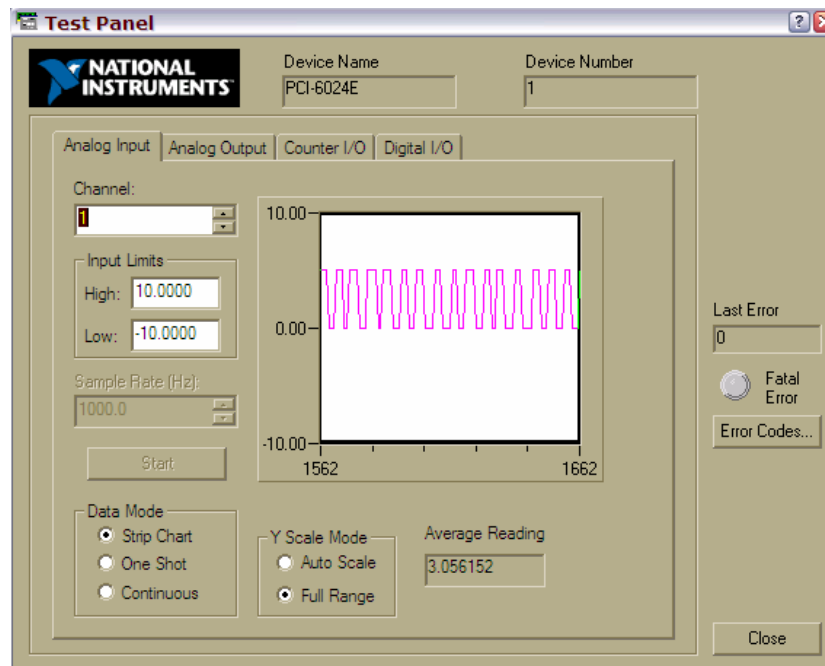 Test Panel
NATIONAL
INSTRUMENTS™
Device Name
PCI-6024E
Device Number
1
Analog Input
Analog Output
Counter I/O
Digital I/O
Channel:
1
Input Limits
High: 10.0000
Low: -10.0000
Sample Rate (Hz):
1000.0
Start
10.00
0.00
-10.00
1562
1662
Data Mode
Strip Chart
One Shot
Continuous
Y Scale Mode
Auto Scale
Full Range
Average Reading
3.056152
Last Error
0
Fatal
Error
Error Codes...
Close